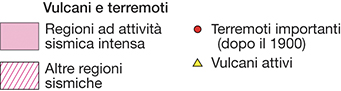 Vulcani e terremoti
Regioni ad attività
sismica intensa
Altre regioni
sismiche
Terremoti importanti
(dopo il 1900)
Vulcani attivi